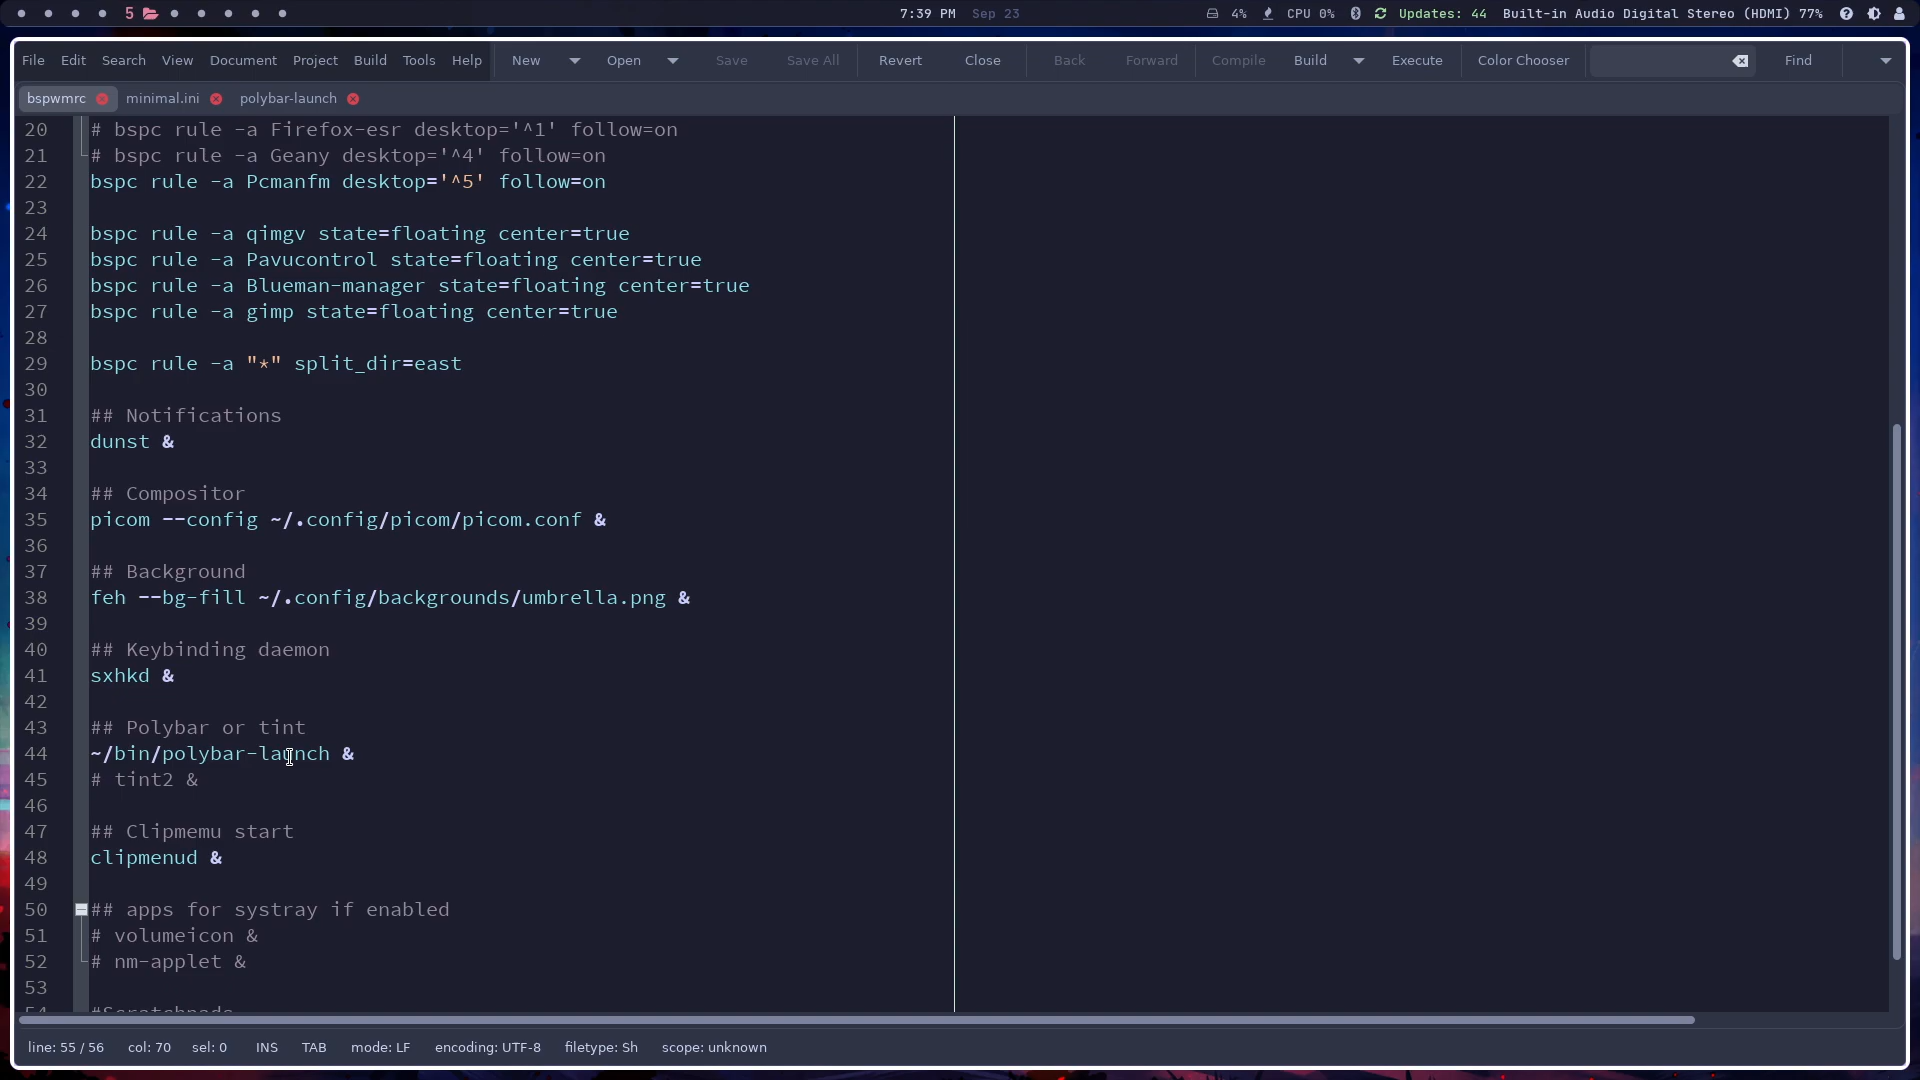 5 7:39 PM Sep 23 4% CPU 0% Updates: 44 Built-in Audio Digital Stereo (HDMI) 77%
File Edit Search View Document Project Build Tools Help New Open Save Save All Revert Close Back Forward Compile Build Execute Color Chooser Find
bspwmrc minimal.ini polybar-launch
20 # bspc rule -a Firefox-esr desktop='^1' follow=on
21 # bspc rule -a Geany desktop='^4' follow=on
22 bspc rule -a Pcmanfm desktop='^5' follow=on
23
24 bspc rule -a qimgv state=floating center=true
25 bspc rule -a Pavucontrol state=floating center=true
26 bspc rule -a Blueman-manager state=floating center=true
27 bspc rule -a gimp state=floating center=true
28
29 bspc rule -a "*" split_dir=east
30
31 ## Notifications
32 dunst &
33
34 ## Compositor
35 picom --config ~/.config/picom/picom.conf &
36
37 ## Background
38 feh --bg-fill ~/.config/backgrounds/umbrella.png &
39
40 ## Keybinding daemon
41 sxhkd &
42
43 ## Polybar or tint
44 ~/bin/polybar-launch &
45 # tint2 &
46
47 ## Clipmemu start
48 clipmenud &
49
50 ## apps for systray if enabled
51 # volumeicon &
52 # nm-applet &
53
54 #Scratchpads
line: 55 / 56 col: 70 sel: 0 INS TAB mode: LF encoding: UTF-8 filetype: Sh scope: unknown